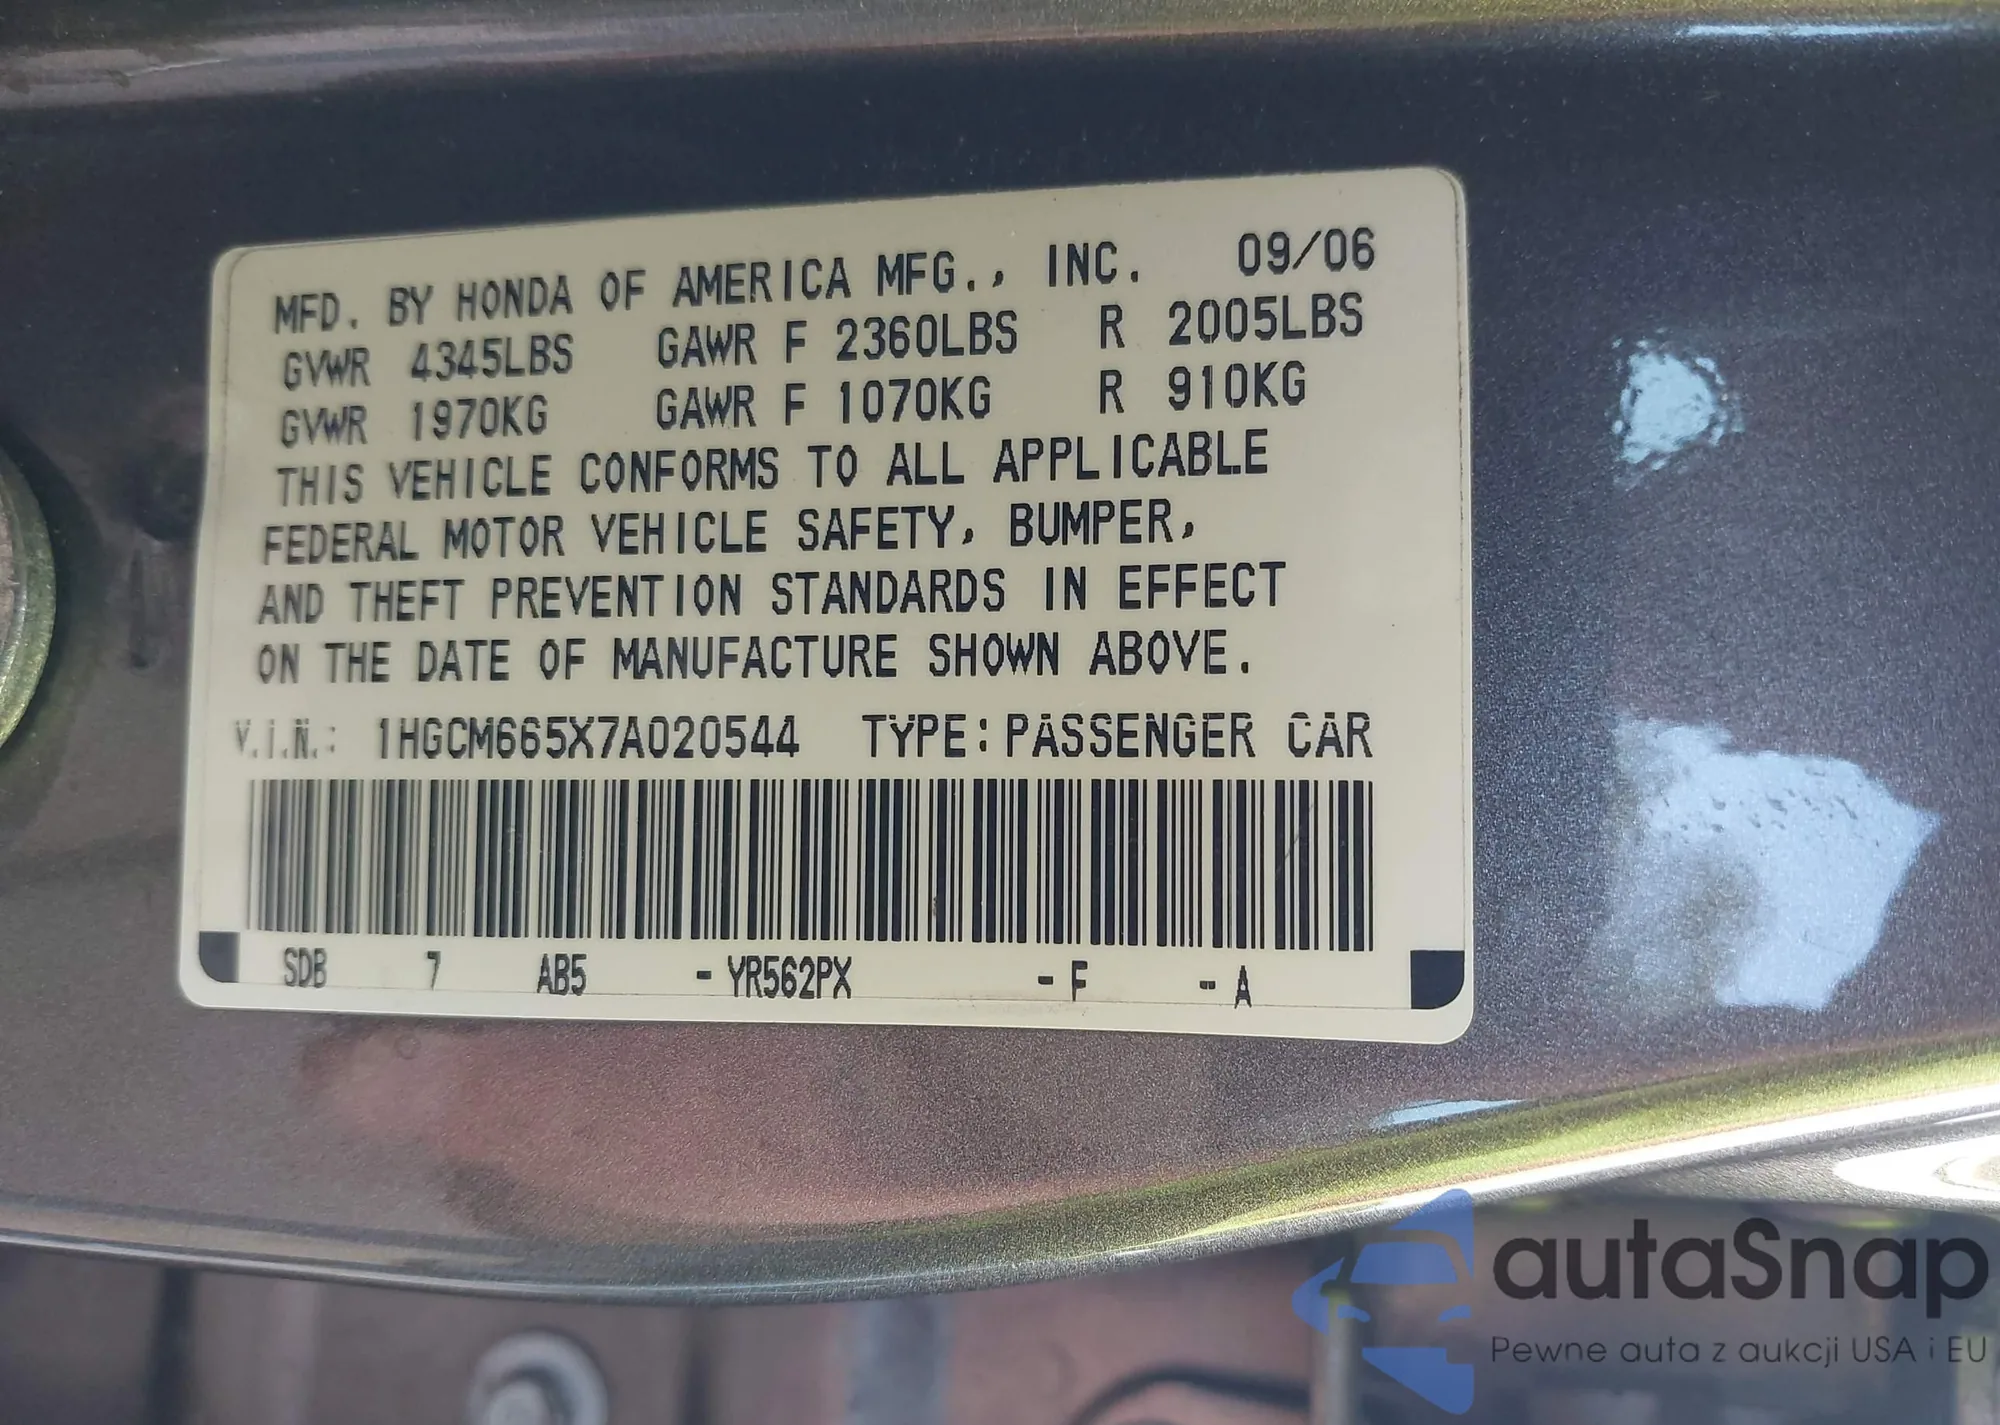 MFD. BY HONDA OF AMERICA MFG., INC. 09/06
GVWR 4345LBS GAWR F 2360LBS R 2005LBS
GVWR 1970KG GAWR F 1070KG R 910KG
THIS VEHICLE CONFORMS TO ALL APPLICABLE
FEDERAL MOTOR VEHICLE SAFETY, BUMPER,
AND THEFT PREVENTION STANDARDS IN EFFECT
ON THE DATE OF MANUFACTURE SHOWN ABOVE.
V.I.N.: 1HGCM665X7A020544 TYPE: PASSENGER CAR
SDB 7 AB5 - YR562PX - F - A
autaSnap
Pewne auta z aukcji USA i EU